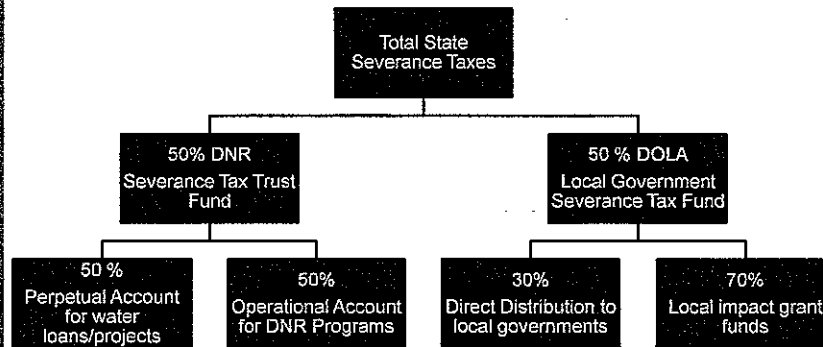 Total State
Severance Taxes
50% DNR
Severance Tax Trust
Fund
50 % DOLA
Local Government
Severance Tax Fund
50 %
Perpetual Account
for water
loans/projects
50%
Operational Account
for DNR Programs
30%
Direct Distribution to
local governments
70%
Local impact grant
funds